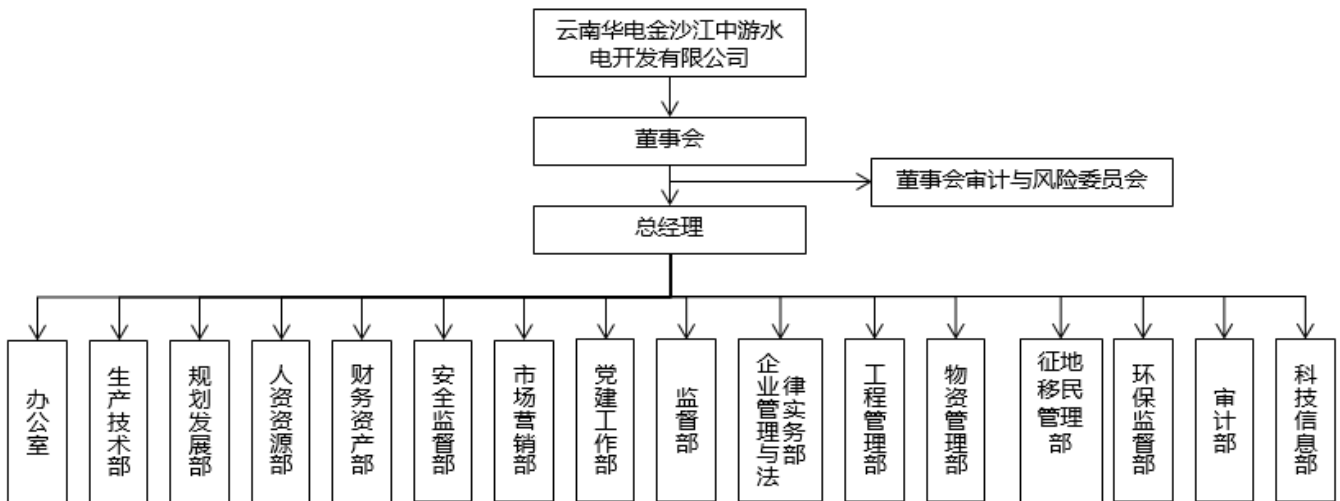 云南华电金沙江中游水
电开发有限公司
董事会
董事会审计与风险委员会
总经理
办公室
生产技术部
规划发展部
人资资源部
财务资产部
安全监督部
市场营销部
党建工作部
监督部
企业管理与法
律实务部
工程管理部
物资管理部
征地
移民
管理
部
环保监督部
审计部
科技信息部